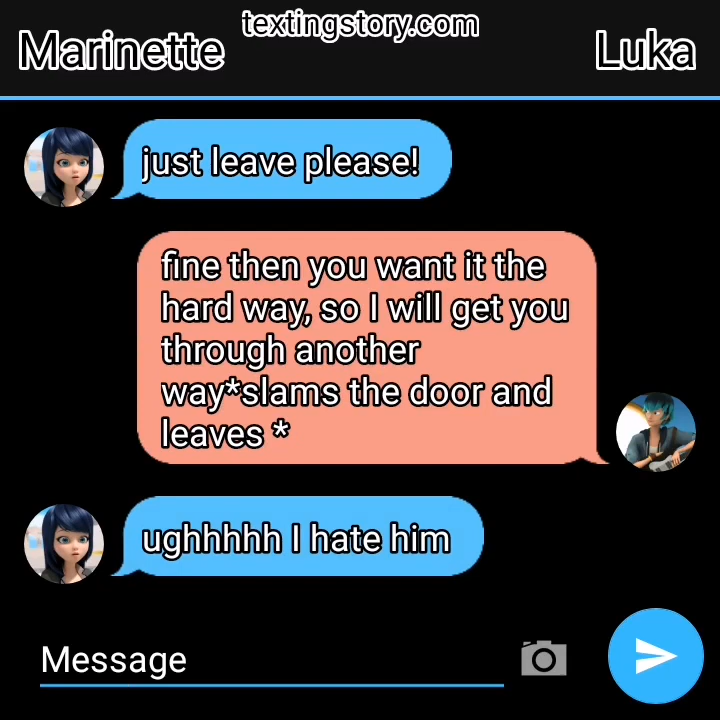 textingstory.com
Marinette
Luka
just leave please!
fine then you want it the
hard way, so I will get you
through another
way*slams the door and
leaves *
ughhhhh I hate him
Message